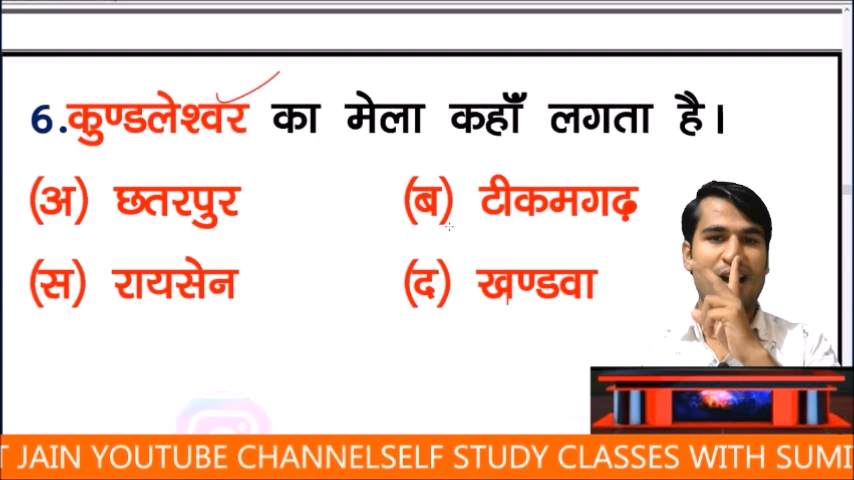 6.कुण्डलेश्वर का मेला कहाँ लगता है।
(अ) छतरपुर (ब) टीकमगढ़
(स) रायसेन (द) खण्डवा
T JAIN YOUTUBE CHANNELSELF STUDY CLASSES WITH SUMI